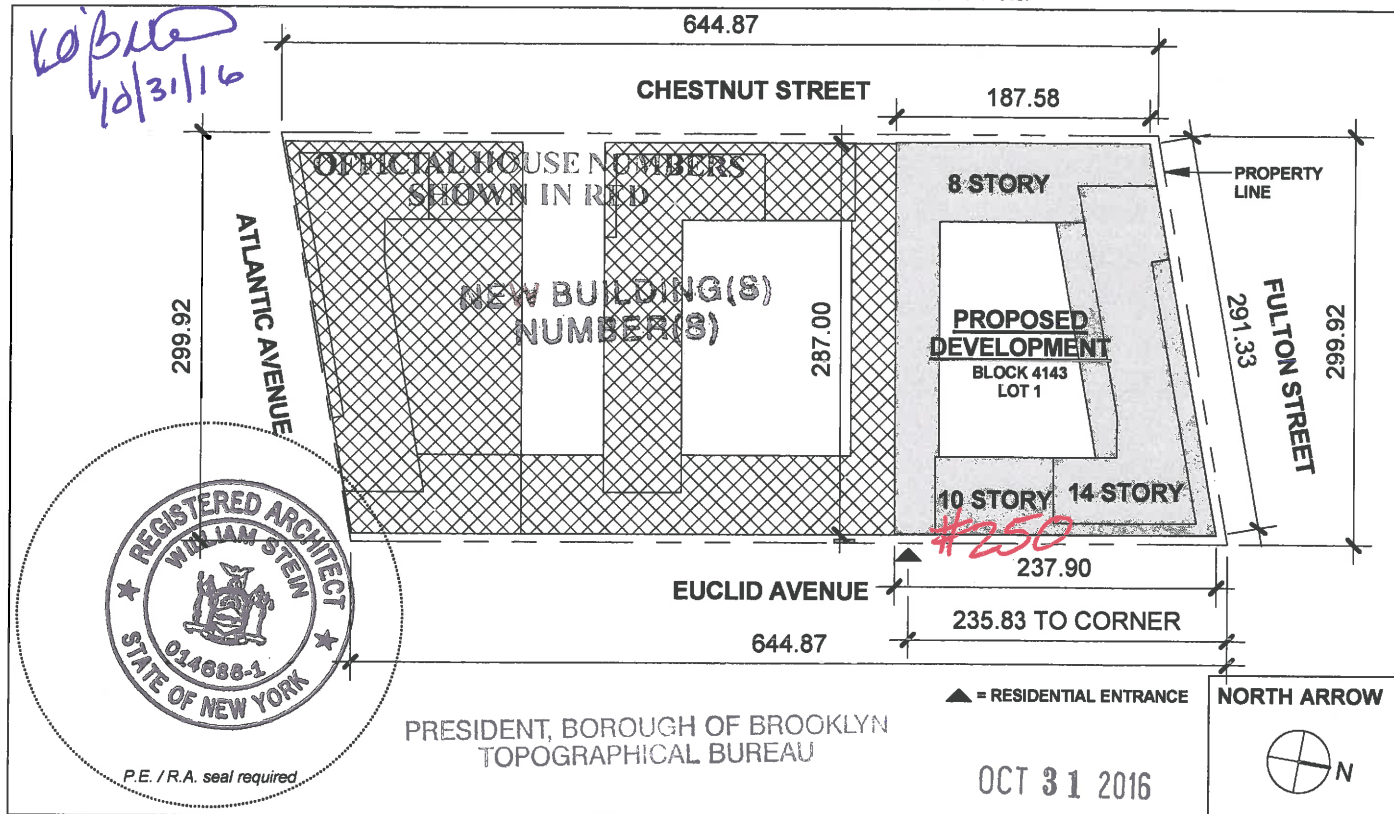 644.87
10/31/16
CHESTNUT STREET
187.58
OFFICIAL HOUSE NUMBERS
SHOWN IN RED
8 STORY
PROPERTY
LINE
ATLANTIC AVENUE
299.92
NEW BUILDING(S)
NUMBER(S)
287.00
PROPOSED
DEVELOPMENT
BLOCK 4143
LOT 1
291.33
FULTON STREET
299.92
10 STORY
14 STORY
#250
REGISTERED ARCHITECT
WILLIAM STEIN
014688-1
STATE OF NEW YORK
EUCLID AVENUE
237.90
235.83 TO CORNER
644.87
▲ = RESIDENTIAL ENTRANCE
NORTH ARROW
N
PRESIDENT, BOROUGH OF BROOKLYN
TOPOGRAPHICAL BUREAU
P.E. / R.A. seal required
OCT 31 2016